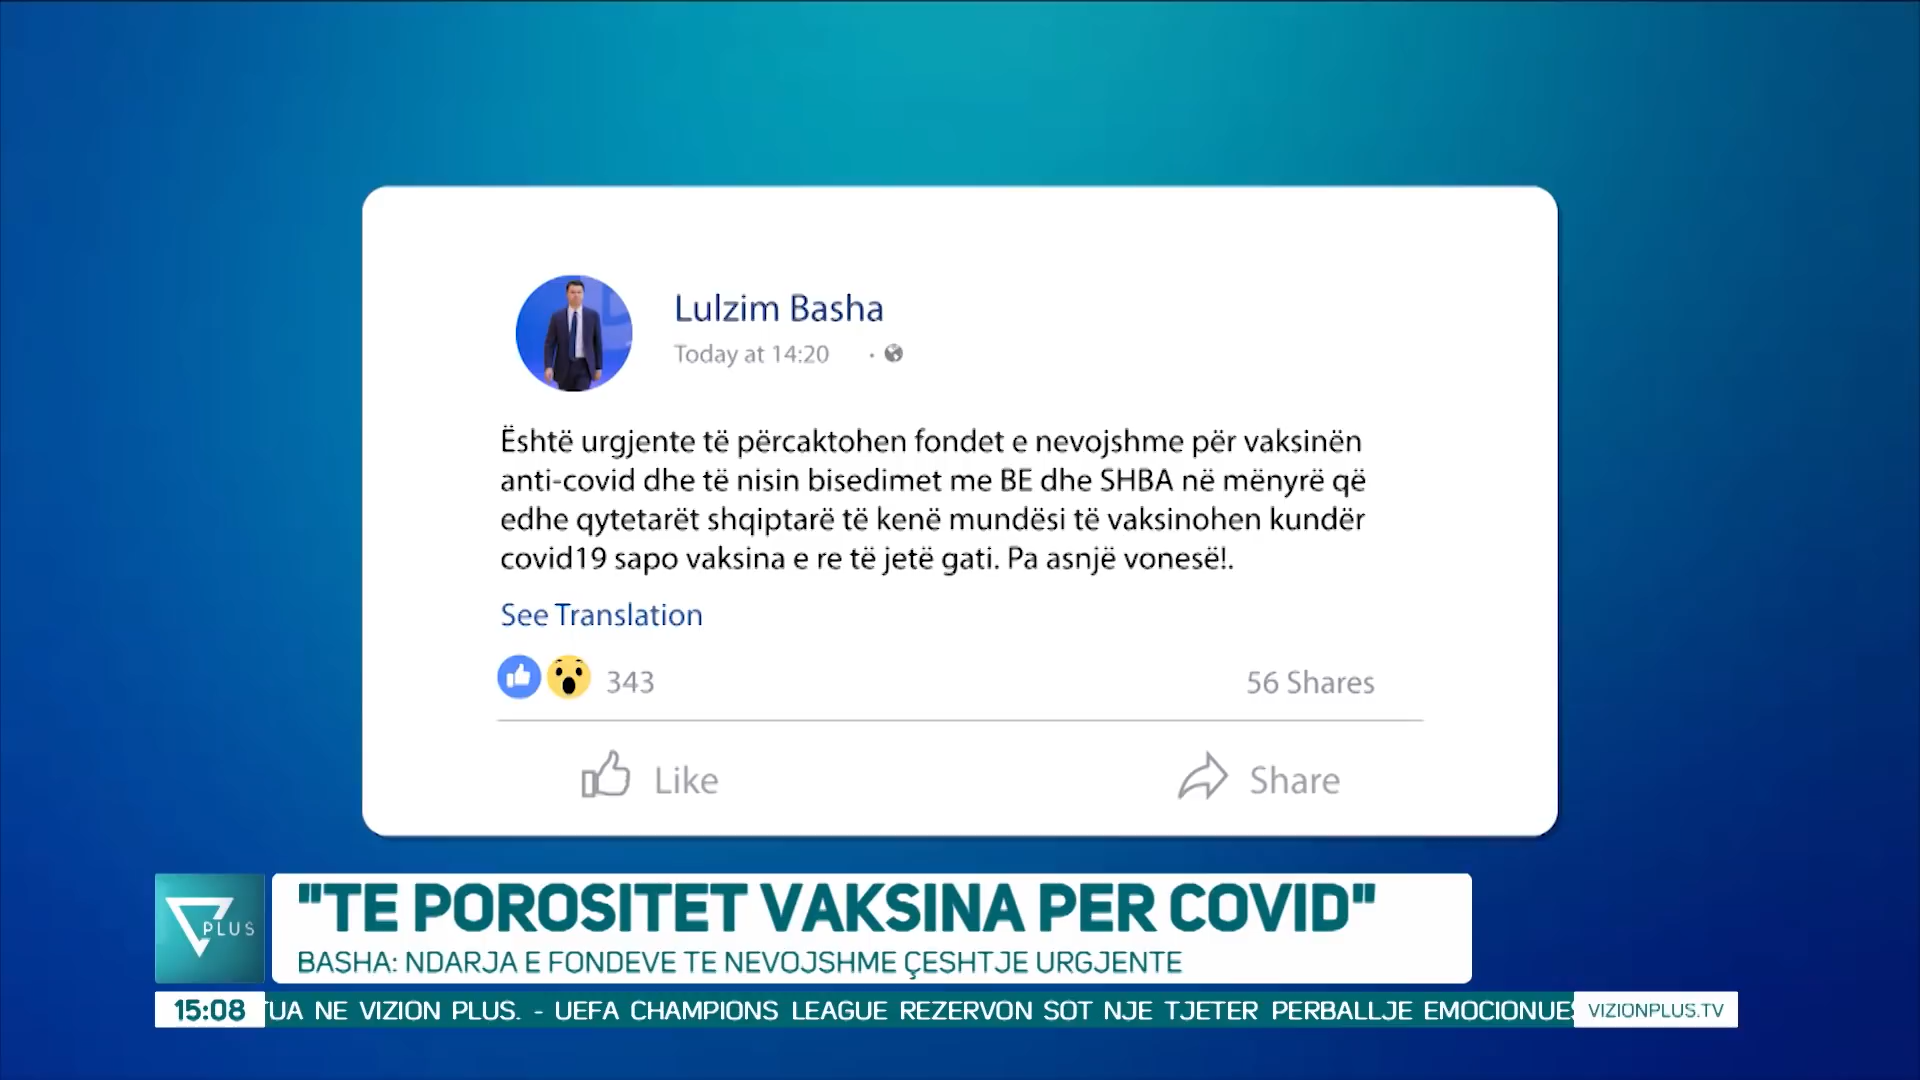 Lulzim Basha
Today at 14:20
Është urgjente të përcaktohen fondet e nevojshme për vaksinën
anti-covid dhe të nisin bisedimet me BE dhe SHBA në mënyrë që
edhe qytetarët shqiptarë të kenë mundësi të vaksinohen kundër
covid19 sapo vaksina e re të jetë gati. Pa asnjë vonesë!.
See Translation
343
56 Shares
Like
Share
PLUS
"TE POROSITET VAKSINA PER COVID"
BASHA: NDARJA E FONDEVE TE NEVOJSHME ÇESHTJE URGJENTE
15:08
TUA NE VIZION PLUS. - UEFA CHAMPIONS LEAGUE REZERVON SOT NJE TJETER PERBALLJE EMOCIONUES
VIZIONPLUS.TV